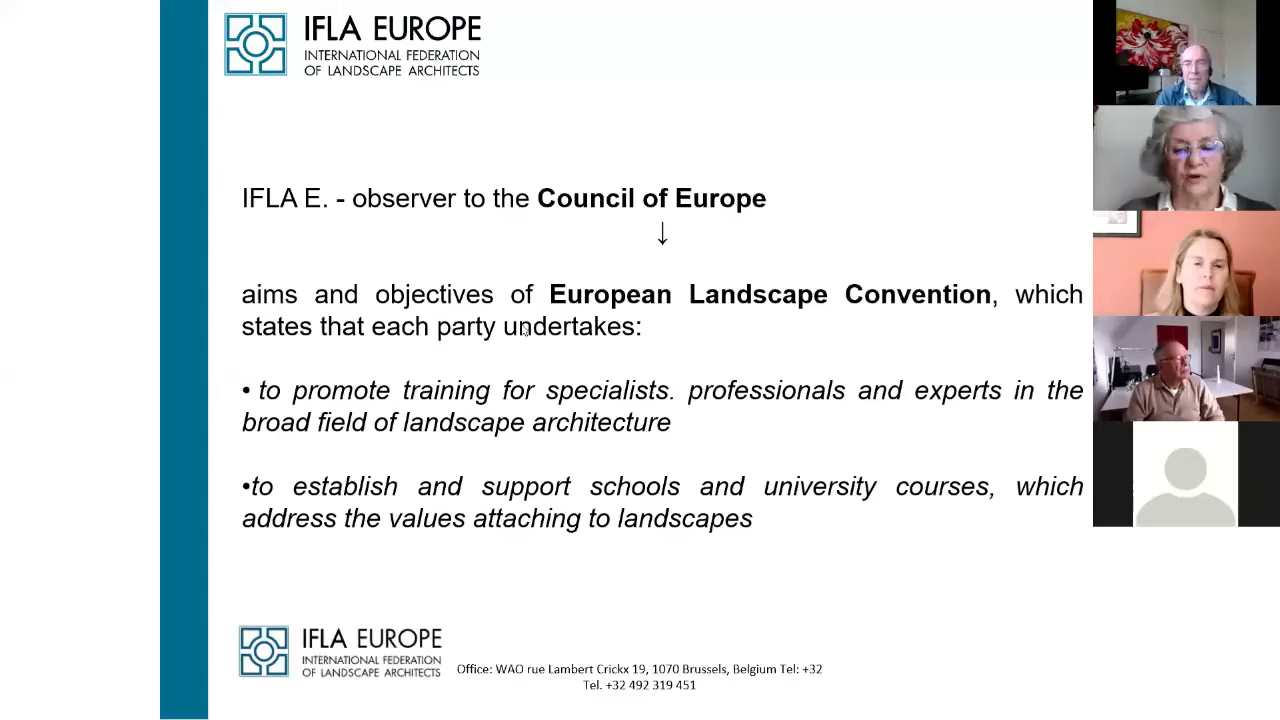 IFLA EUROPE
INTERNATIONAL FEDERATION
OF LANDSCAPE ARCHITECTS
IFLA E. - observer to the Council of Europe
↓
aims and objectives of European Landscape Convention, which
states that each party undertakes:
• to promote training for specialists. professionals and experts in the
broad field of landscape architecture
•to establish and support schools and university courses, which
address the values attaching to landscapes
IFLA EUROPE
INTERNATIONAL FEDERATION
OF LANDSCAPE ARCHITECTS
Office: WAO rue Lambert Crickx 19, 1070 Brussels, Belgium Tel: +32
Tel. +32 492 319 451